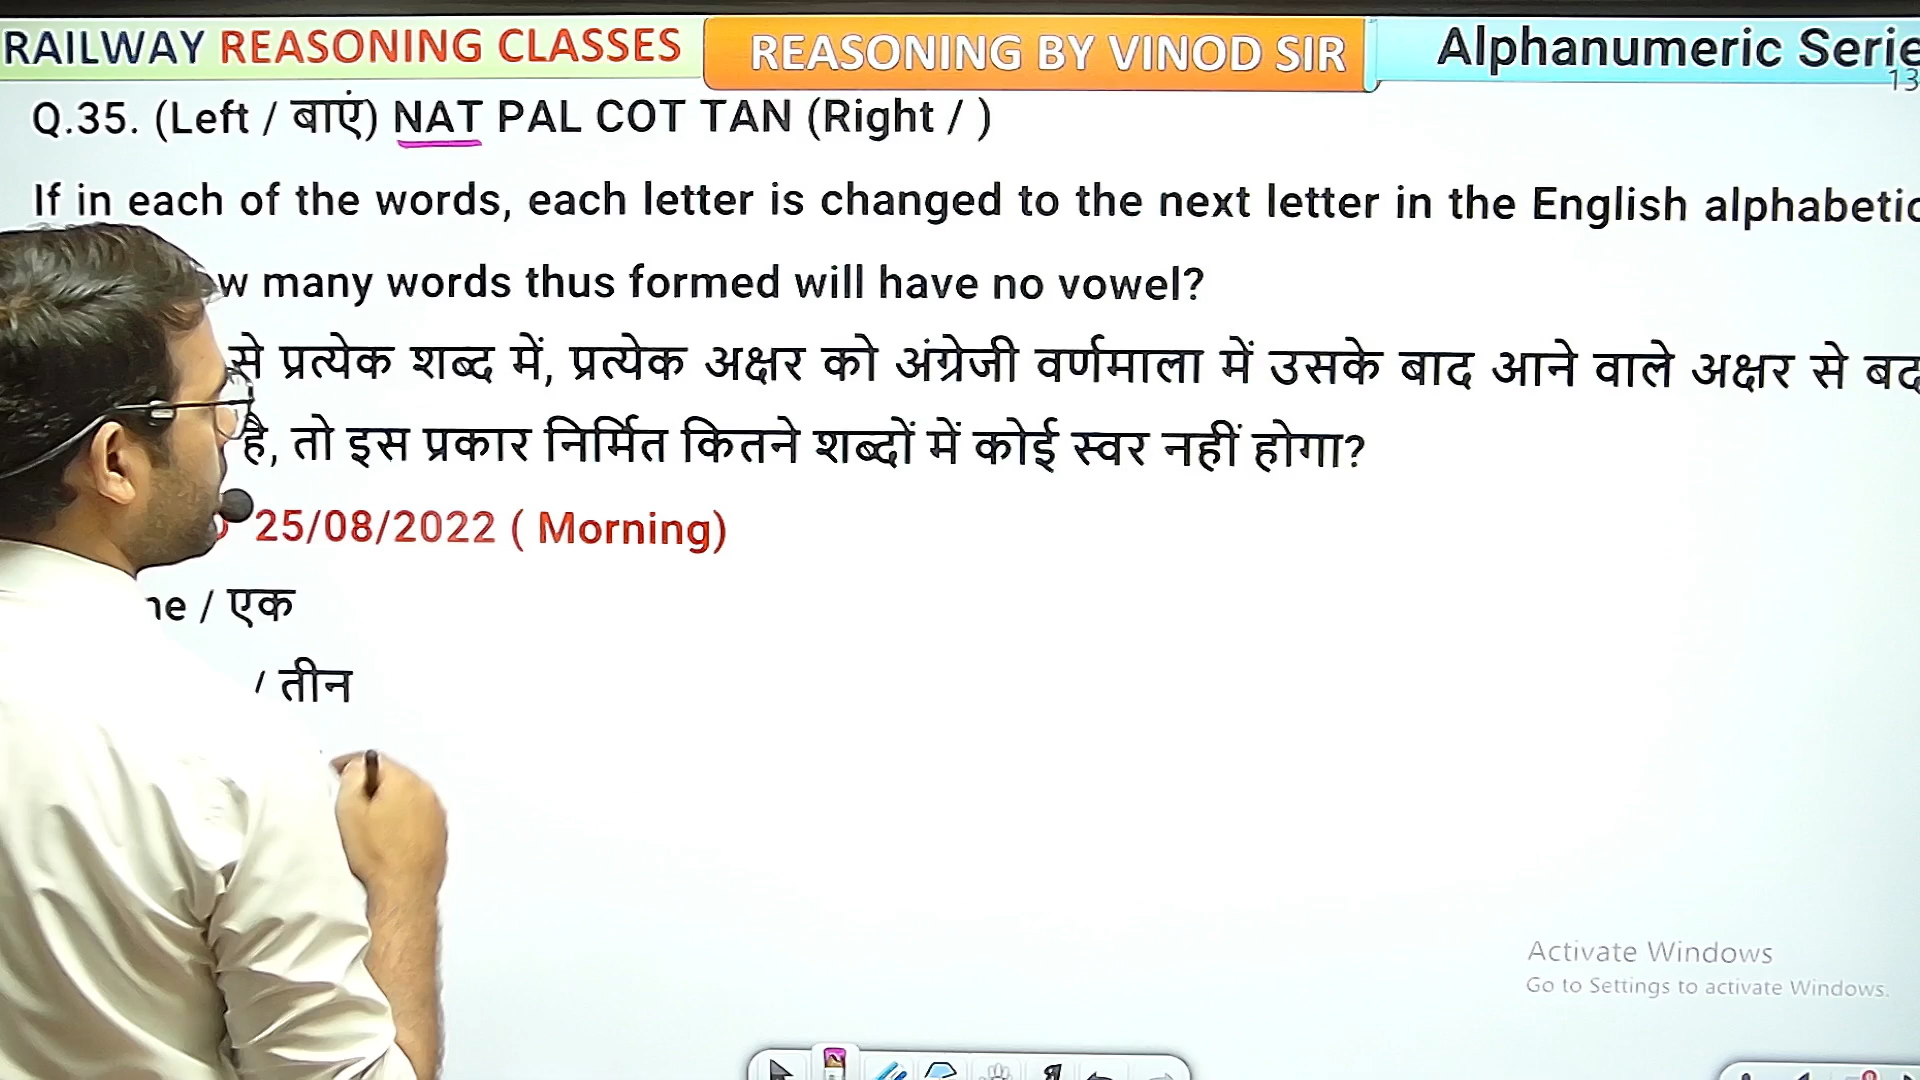 RAILWAY REASONING CLASSES REASONING BY VINOD SIR Alphanumeric Serie
13
Q.35. (Left / बाएं) NAT PAL COT TAN (Right / )
If in each of the words, each letter is changed to the next letter in the English alphabetic
w many words thus formed will have no vowel?
से प्रत्येक शब्द में, प्रत्येक अक्षर को अंग्रेजी वर्णमाला में उसके बाद आने वाले अक्षर से बद
है, तो इस प्रकार निर्मित कितने शब्दों में कोई स्वर नहीं होगा?
25/08/2022 ( Morning)
ne / एक
/ तीन
Activate Windows
Go to Settings to activate Windows.